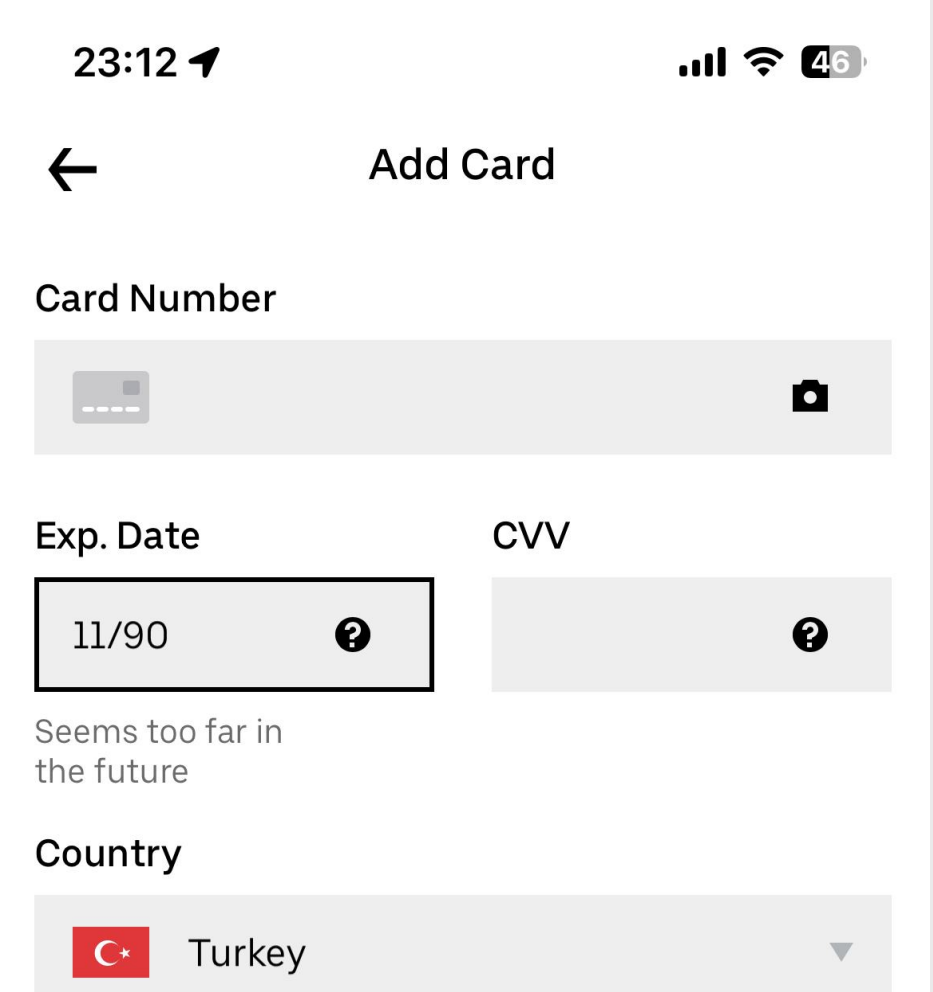 23:12
46
Add Card
Card Number
Exp. Date
CVV
11/90
?
?
Seems too far in
the future
Country
Turkey